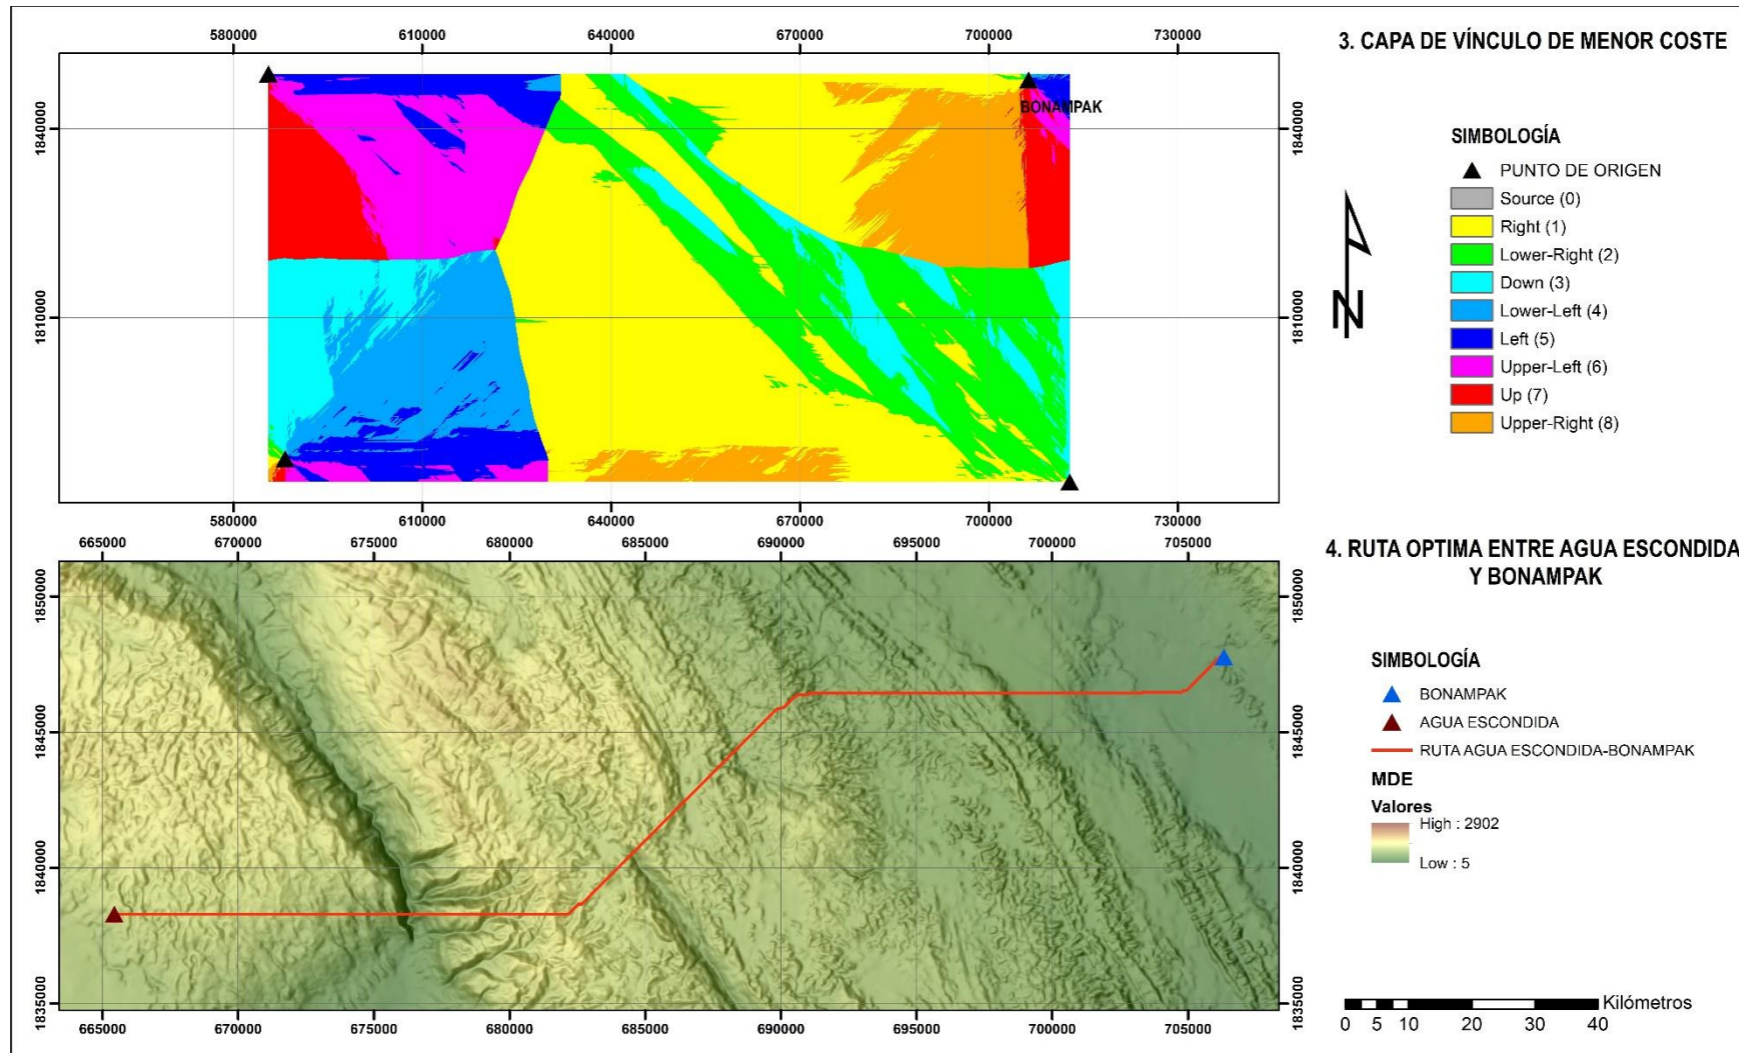 580000 610000 640000 670000 700000 730000
3. CAPA DE VÍNCULO DE MENOR COSTE
BONAMPAK
1840000
1840000
1810000
1810000
580000 610000 640000 670000 700000 730000
SIMBOLOGÍA
PUNTO DE ORIGEN
Source (0)
Right (1)
Lower-Right (2)
Down (3)
Lower-Left (4)
Left (5)
Upper-Left (6)
Up (7)
Upper-Right (8)
N
665000 670000 675000 680000 685000 690000 695000 700000 705000
4. RUTA OPTIMA ENTRE AGUA ESCONDIDA
Y BONAMPAK
1850000
1850000
1845000
1845000
1840000
1840000
1835000
1835000
665000 670000 675000 680000 685000 690000 695000 700000 705000
SIMBOLOGÍA
BONAMPAK
AGUA ESCONDIDA
RUTA AGUA ESCONDIDA-BONAMPAK
MDE
Valores
High : 2902
Low : 5
Kilómetros
0 5 10 20 30 40